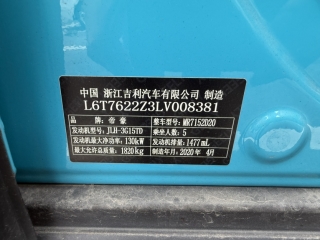 中国 浙江吉利汽车有限公司 制造
L6T7622Z3LV008381
品牌:帝豪 整车型号:MR7152D20
发动机型号:JLH-3G15TD 乘坐人数:5
发动机最大净功率:130kW 发动机排量:1477mL
最大允许总质量:1820kg 制造年月:2020年4月